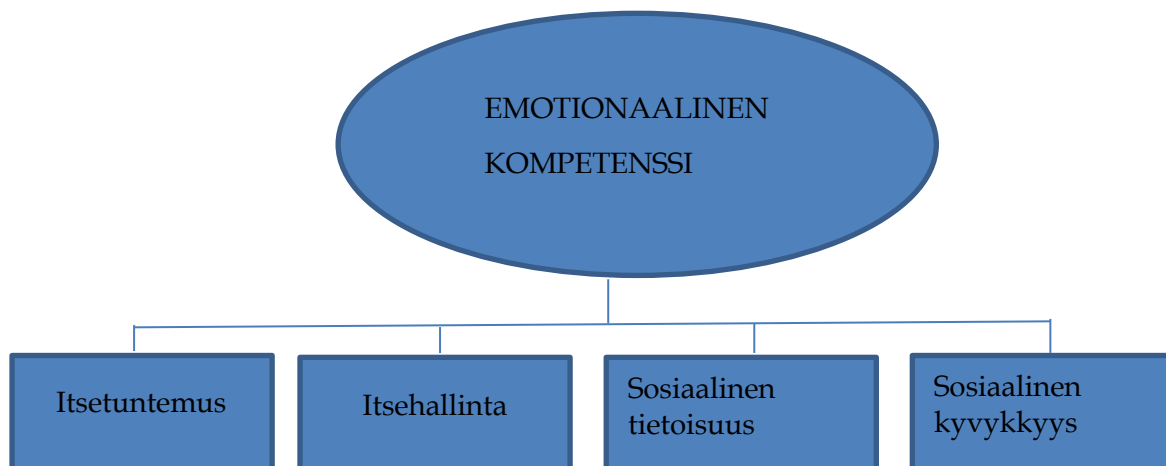 EMOTIONAALINEN
KOMPETENSSI
Itsetuntemus
Itsehallinta
Sosiaalinen
tietoisuus
Sosiaalinen
kyvykkyys